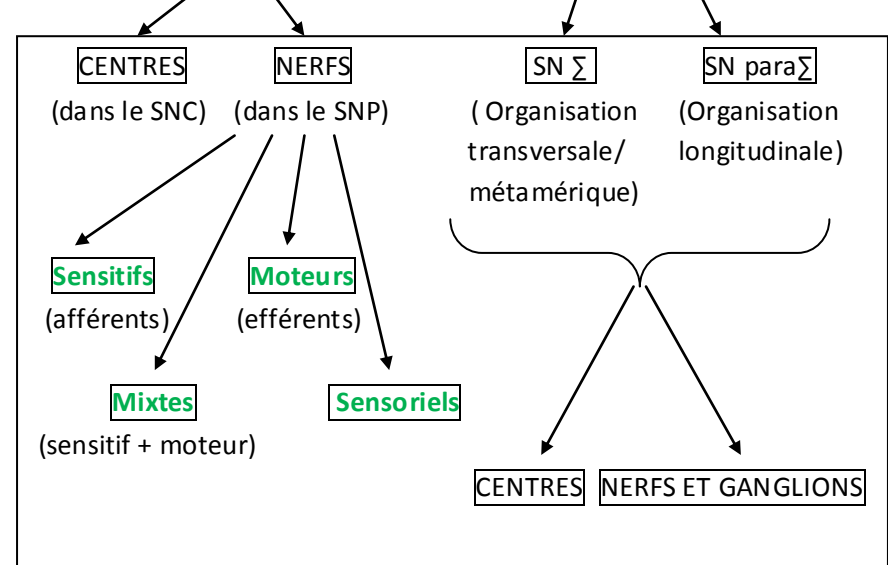 CENTRES
(dans le SNC)
NERFS
(dans le SNP)
SN ∑
( Organisation
transversale/
métamérique)
SN para∑
(Organisation
longitudinale)
Sensitifs
(afférents)
Moteurs
(efférents)
Mixtes
(sensitif + moteur)
Sensoriels
CENTRES
NERFS ET GANGLIONS